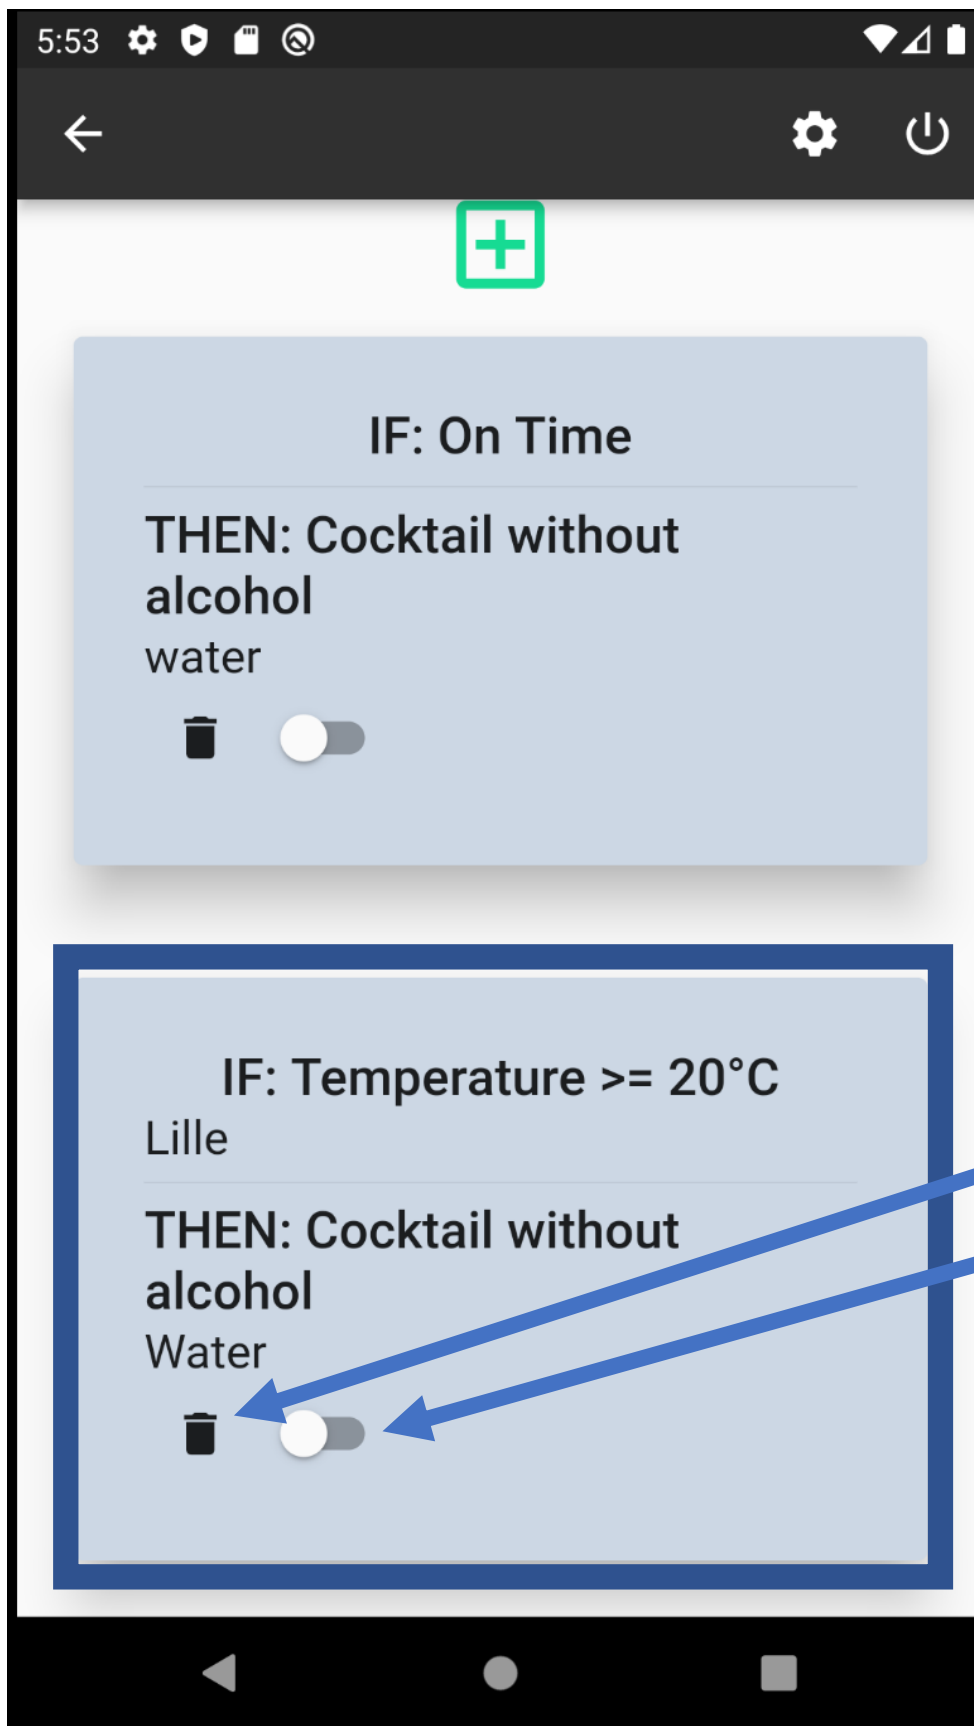 5:53
IF: On Time
THEN: Cocktail without
alcohol
water
IF: Temperature >= 20°C
Lille
THEN: Cocktail without
alcohol
Water